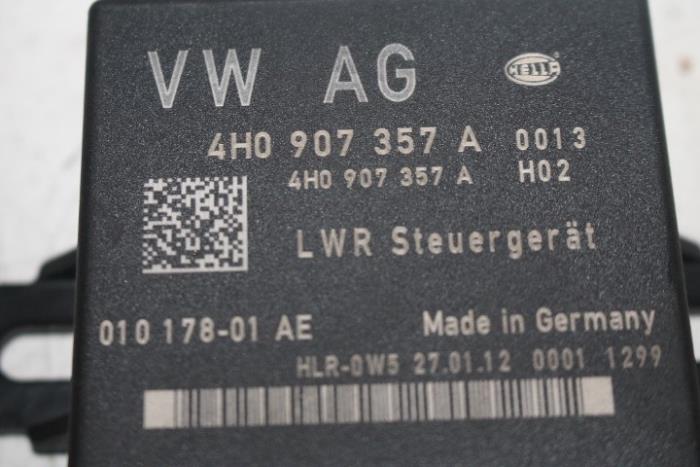 VW AG HELLA
4H0 907 357 A 0013
4H0 907 357 A H02
LWR Steuergerät
010 178-01 AE Made in Germany
HLR-0W5 27.01.12 0001 1299